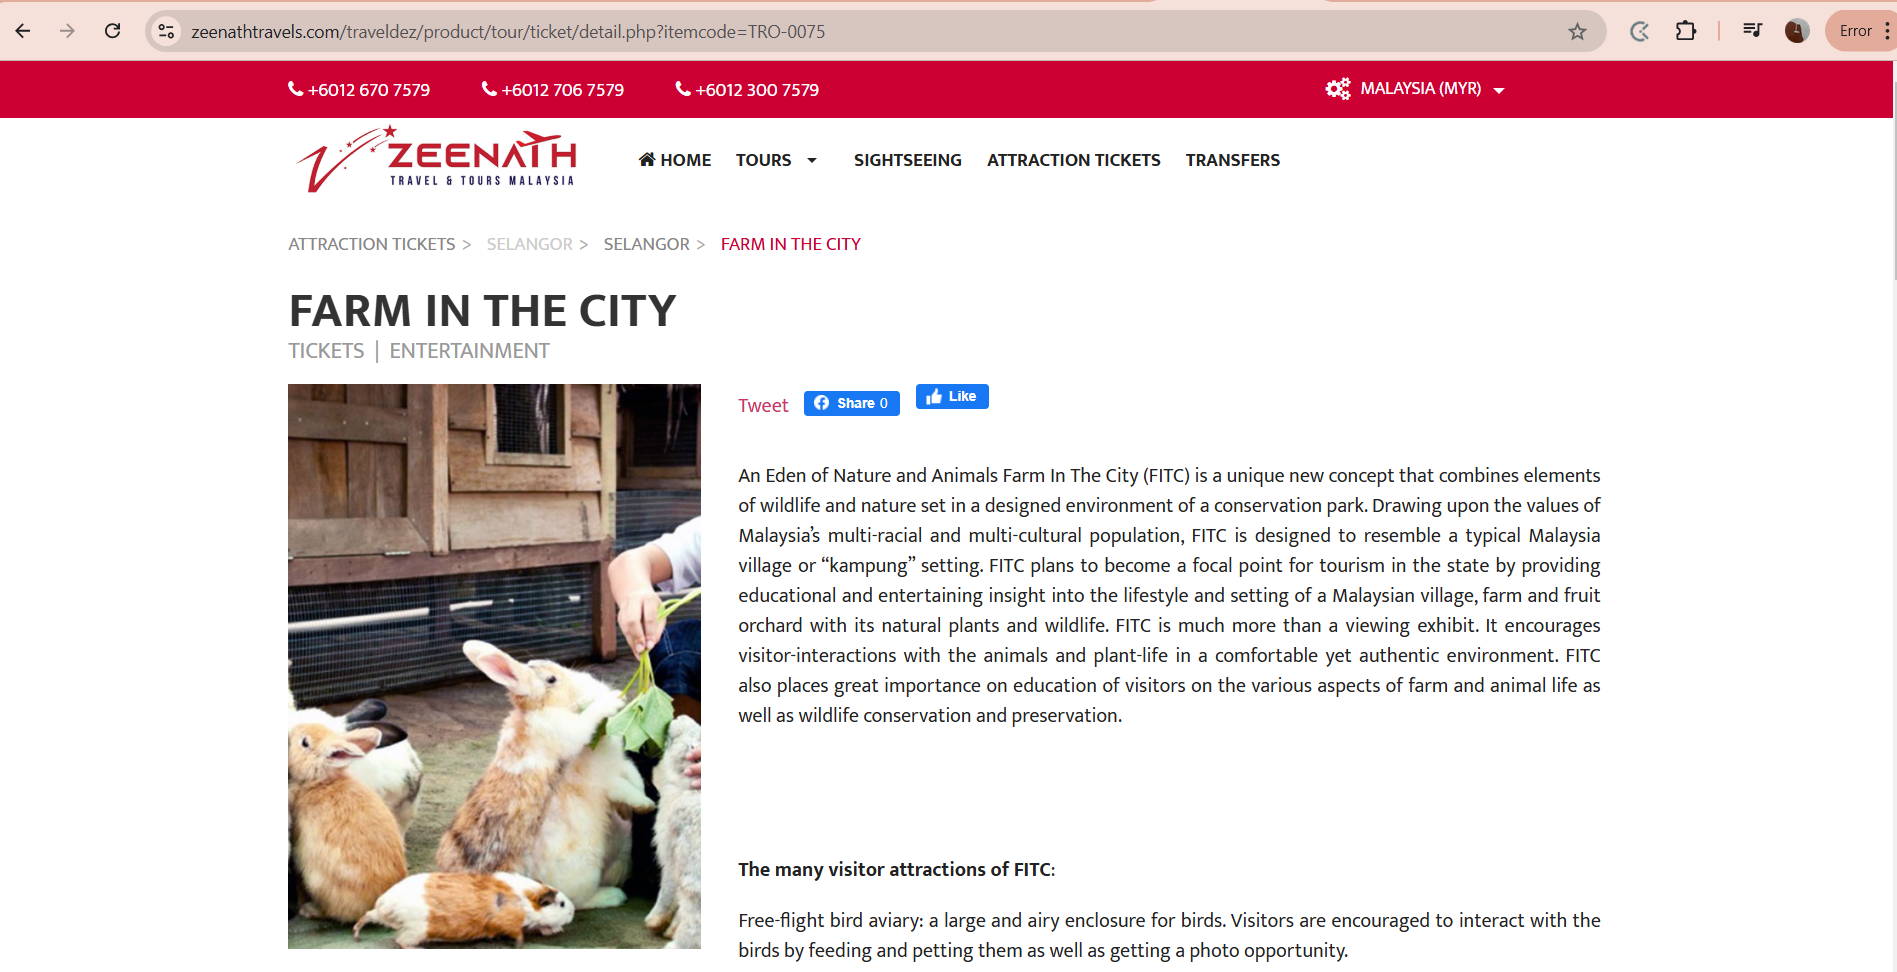 zeenathtravels.com/traveldez/product/tour/ticket/detail.php?itemcode=TRO-0075
Error
+6012 670 7579
+6012 706 7579
+6012 300 7579
MALAYSIA (MYR)
ZEENATH
TRAVEL & TOURS MALAYSIA
HOME
TOURS
SIGHTSEEING
ATTRACTION TICKETS
TRANSFERS
ATTRACTION TICKETS > SELANGOR > SELANGOR > FARM IN THE CITY
FARM IN THE CITY
TICKETS | ENTERTAINMENT
Tweet
Share 0
Like
An Eden of Nature and Animals Farm In The City (FITC) is a unique new concept that combines elements
of wildlife and nature set in a designed environment of a conservation park. Drawing upon the values of
Malaysia’s multi-racial and multi-cultural population, FITC is designed to resemble a typical Malaysia
village or “kampung” setting. FITC plans to become a focal point for tourism in the state by providing
educational and entertaining insight into the lifestyle and setting of a Malaysian village, farm and fruit
orchard with its natural plants and wildlife. FITC is much more than a viewing exhibit. It encourages
visitor-interactions with the animals and plant-life in a comfortable yet authentic environment. FITC
also places great importance on education of visitors on the various aspects of farm and animal life as
well as wildlife conservation and preservation.
The many visitor attractions of FITC:
Free-flight bird aviary: a large and airy enclosure for birds. Visitors are encouraged to interact with the
birds by feeding and petting them as well as getting a photo opportunity.